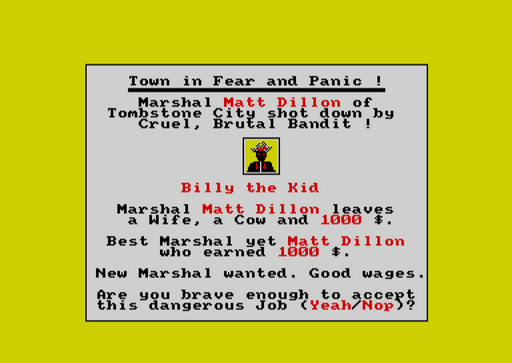 Town in Fear and Panic !
Marshal Matt Dillon of
Tombstone City shot down by
Cruel, Brutal Bandit !
Billy the Kid
Marshal Matt Dillon leaves
a Wife, a Cow and 1000 $.
Best Marshal yet Matt Dillon
who earned 1000 $.
New Marshal wanted. Good wages.
Are you brave enough to accept
this dangerous Job (Yeah/Nop)?